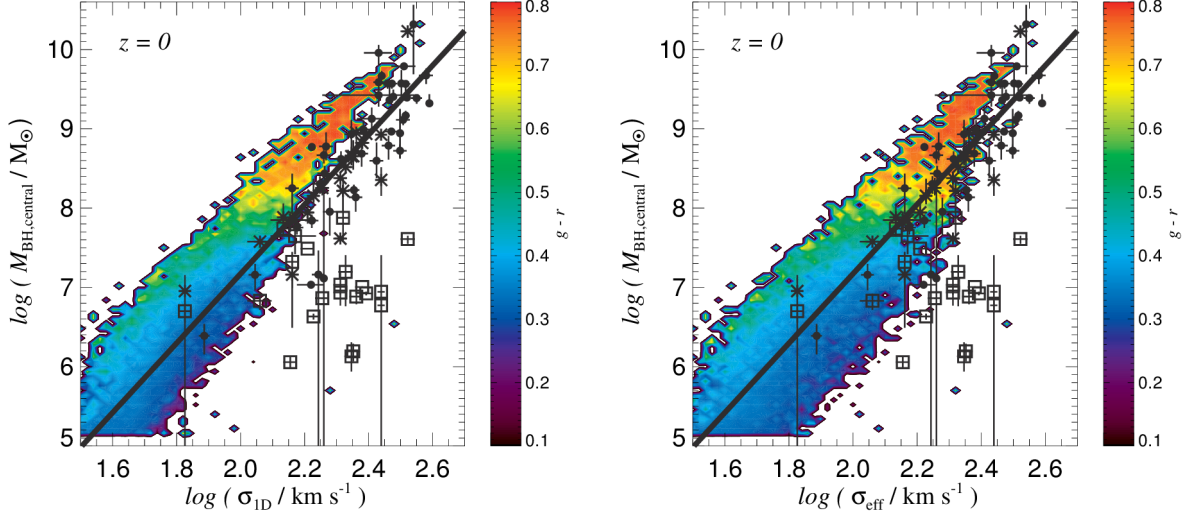 z = 0
10
9
8
7
6
5
log ( M_BH,central / M_⊙ )
1.6 1.8 2.0 2.2 2.4 2.6
log ( σ_1D / km s^-1 )
0.8
0.7
0.6
0.5
0.4
0.3
0.2
0.1
g - r
z = 0
10
9
8
7
6
5
log ( M_BH,central / M_⊙ )
1.6 1.8 2.0 2.2 2.4 2.6
log ( σ_eff / km s^-1 )
0.8
0.7
0.6
0.5
0.4
0.3
0.2
0.1
g - r